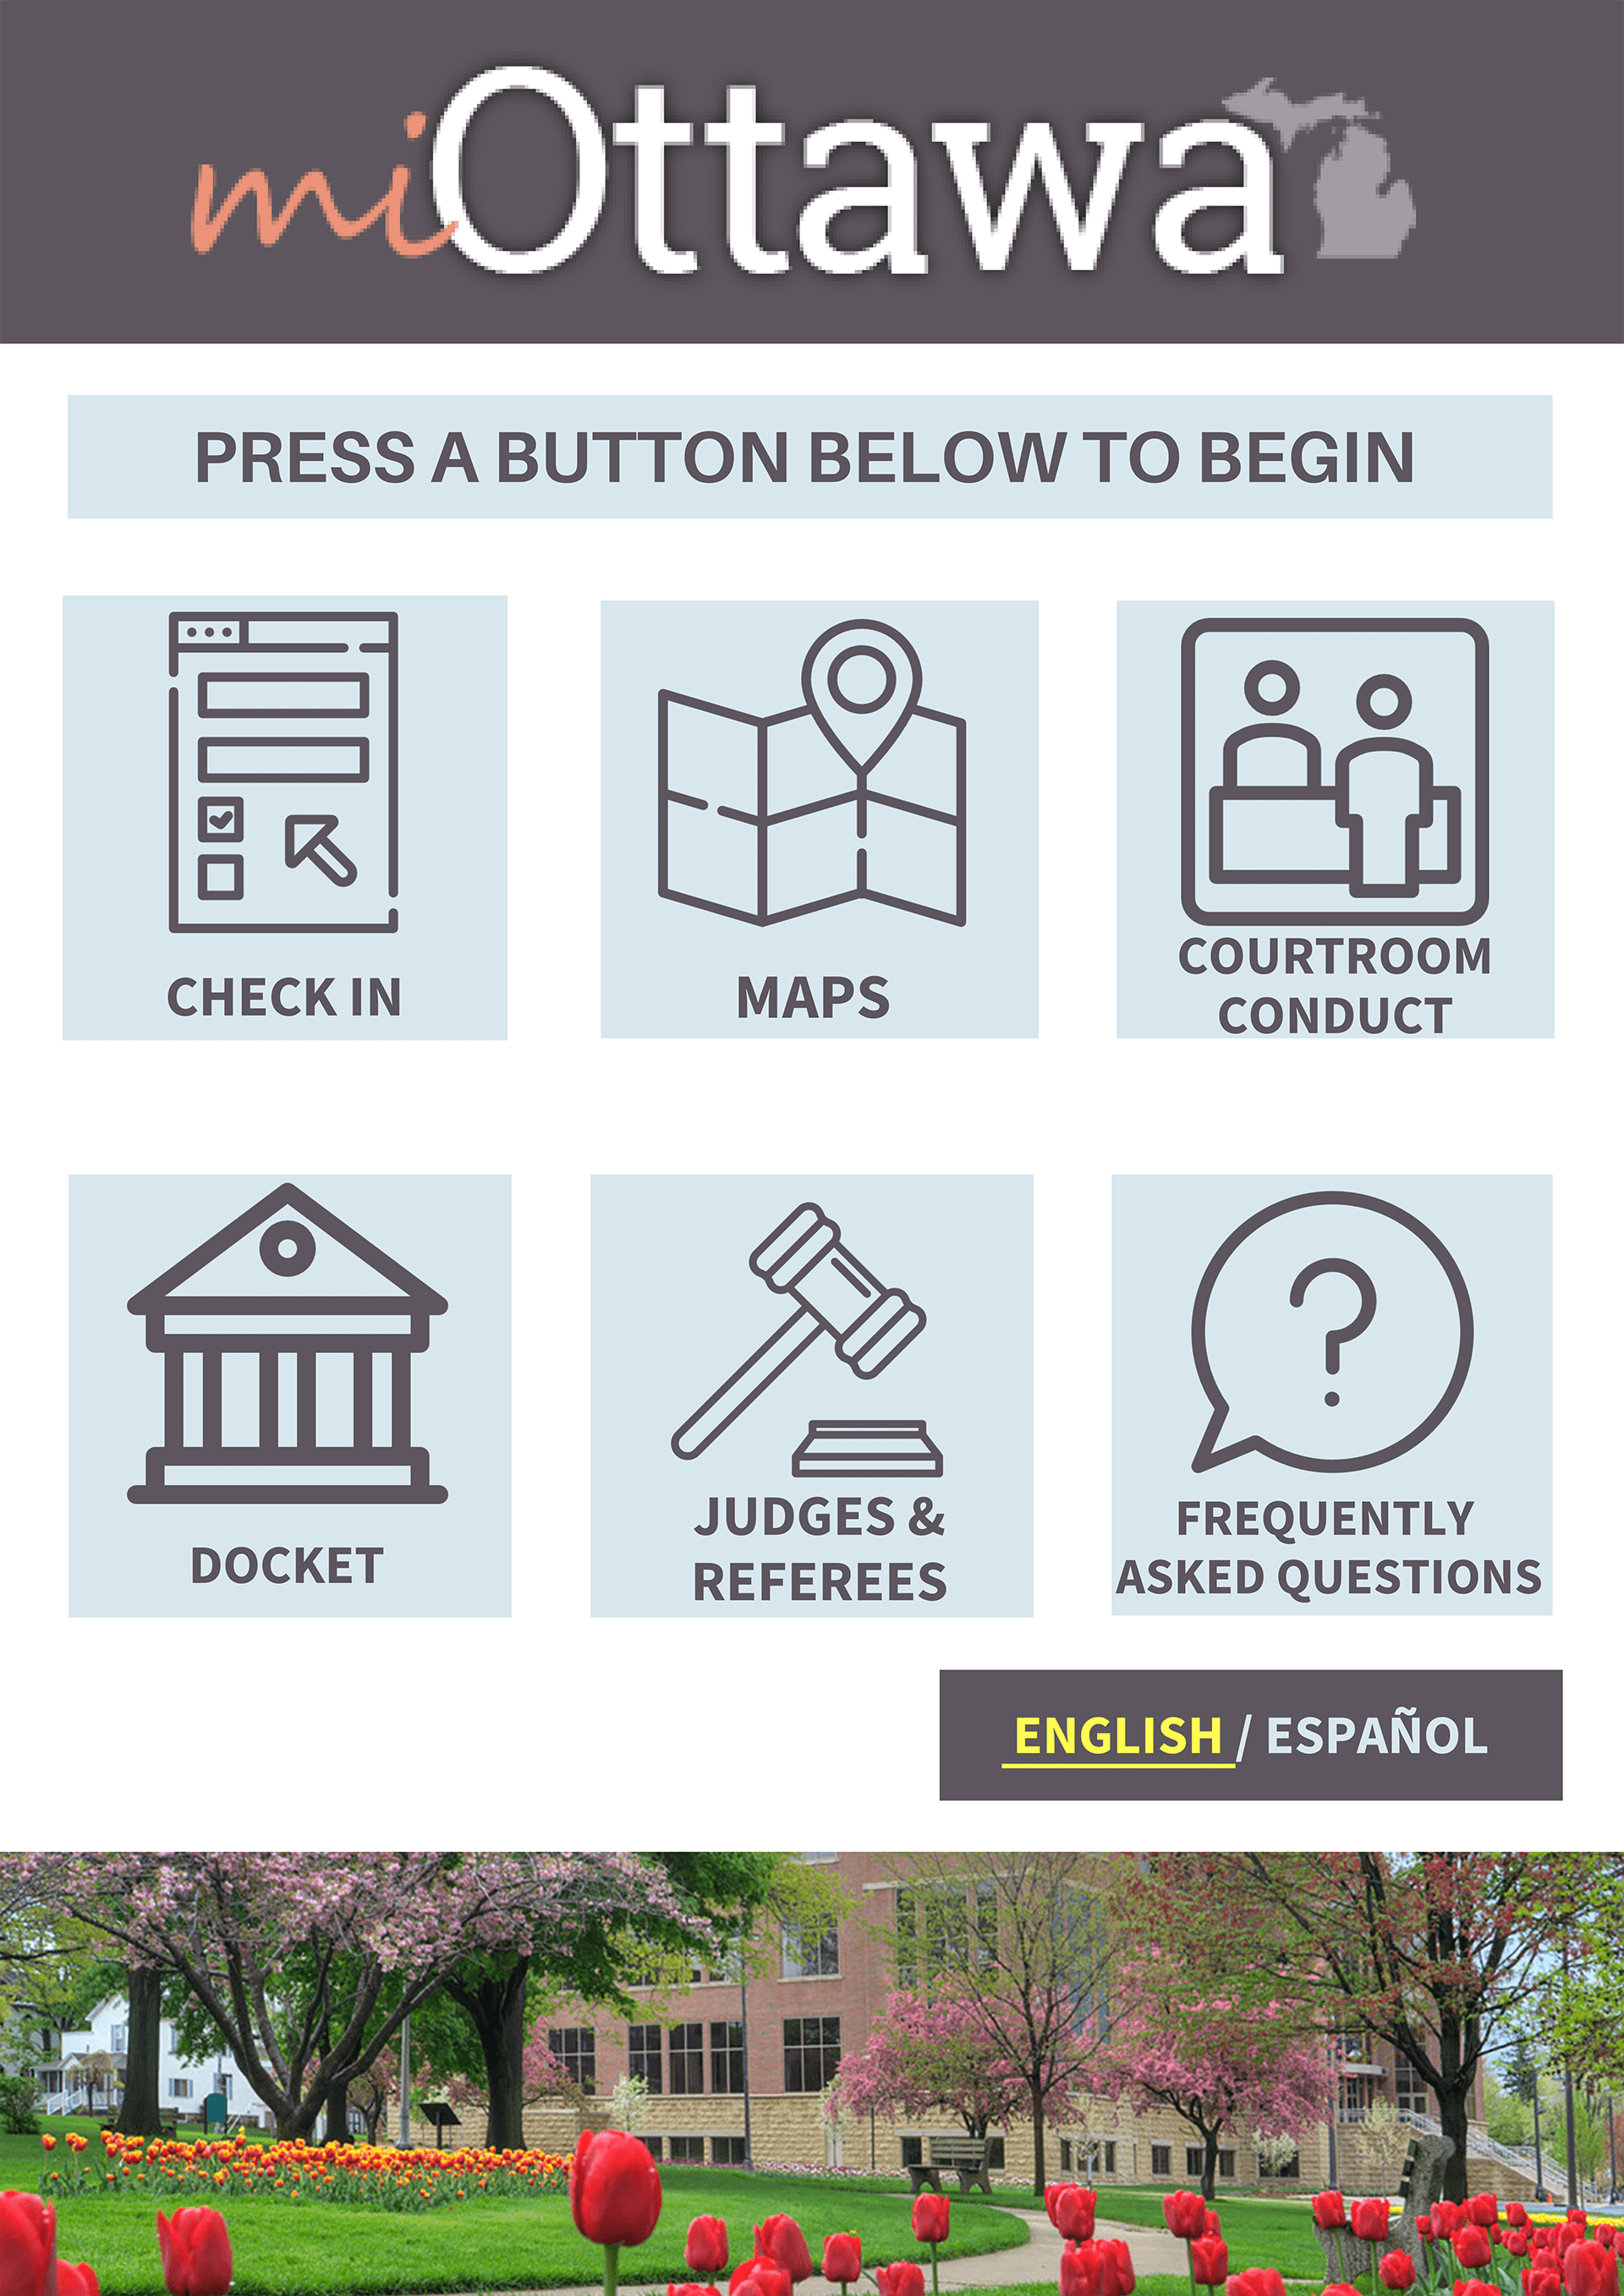 miOttawa
PRESS A BUTTON BELOW TO BEGIN
CHECK IN
MAPS
COURTROOM
CONDUCT
DOCKET
JUDGES &
REFEREES
FREQUENTLY
ASKED QUESTIONS
ENGLISH / ESPAÑOL